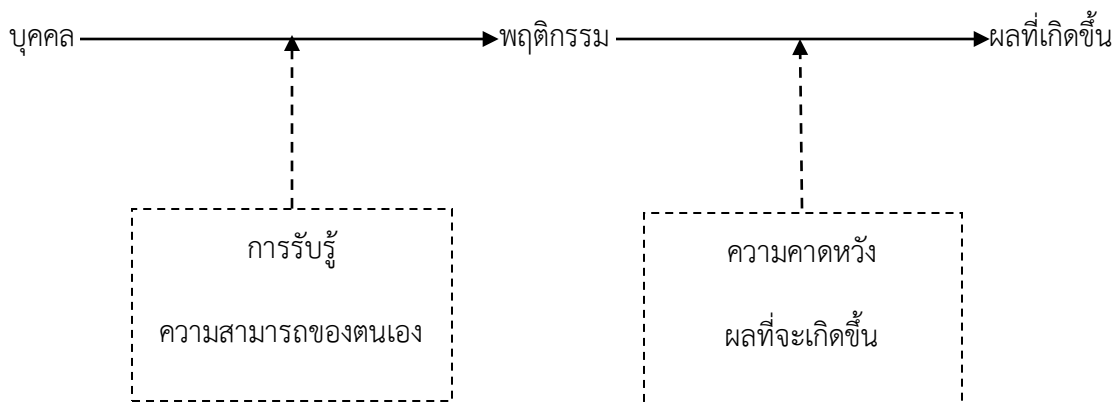 บุคคล พฤติกรรม ผลที่เกิดขึ้น
การรับรู้
ความสามารถของตนเอง
ความคาดหวัง
ผลที่จะเกิดขึ้น